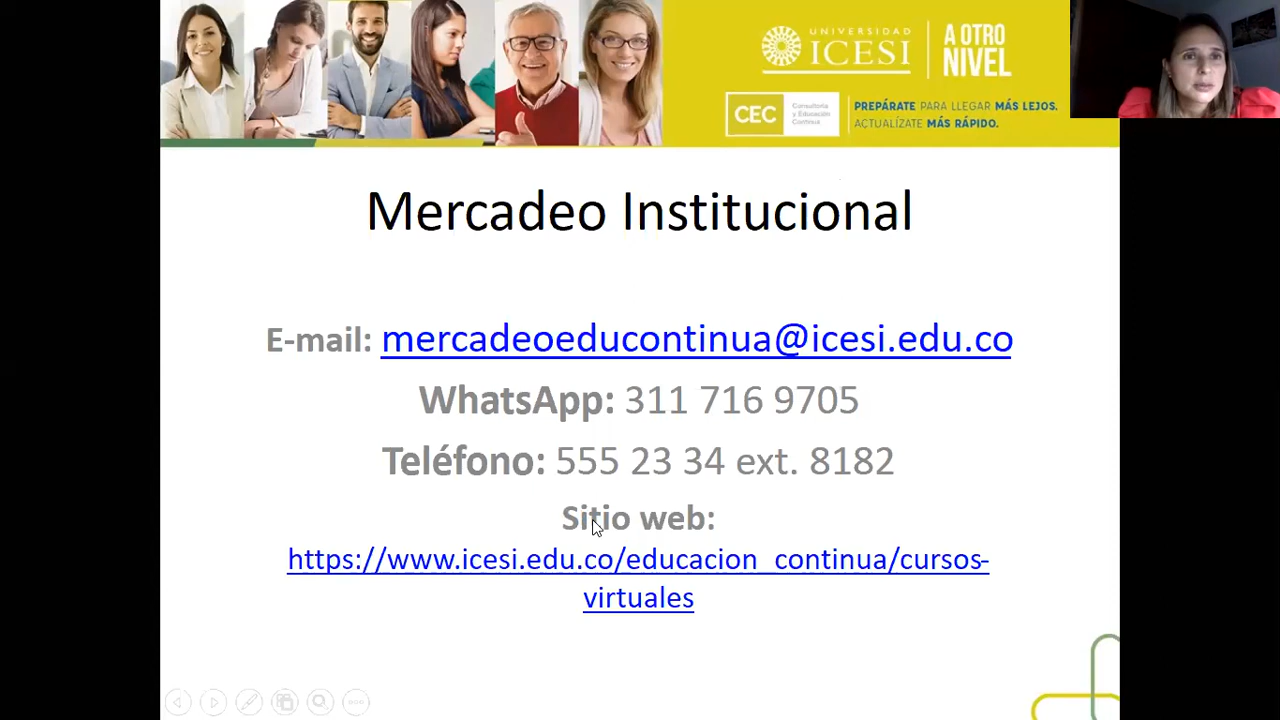 UNIVERSIDAD
ICESI
A OTRO
NIVEL
CEC
Consultoría
y Educación
Continua
PREPÁRATE PARA LLEGAR MÁS LEJOS.
ACTUALÍZATE MÁS RÁPIDO.
Mercadeo Institucional
E-mail: mercadeoeducontinua@icesi.edu.co
WhatsApp: 311 716 9705
Teléfono: 555 23 34 ext. 8182
Sitio web:
https://www.icesi.edu.co/educacion_continua/cursos-
virtuales